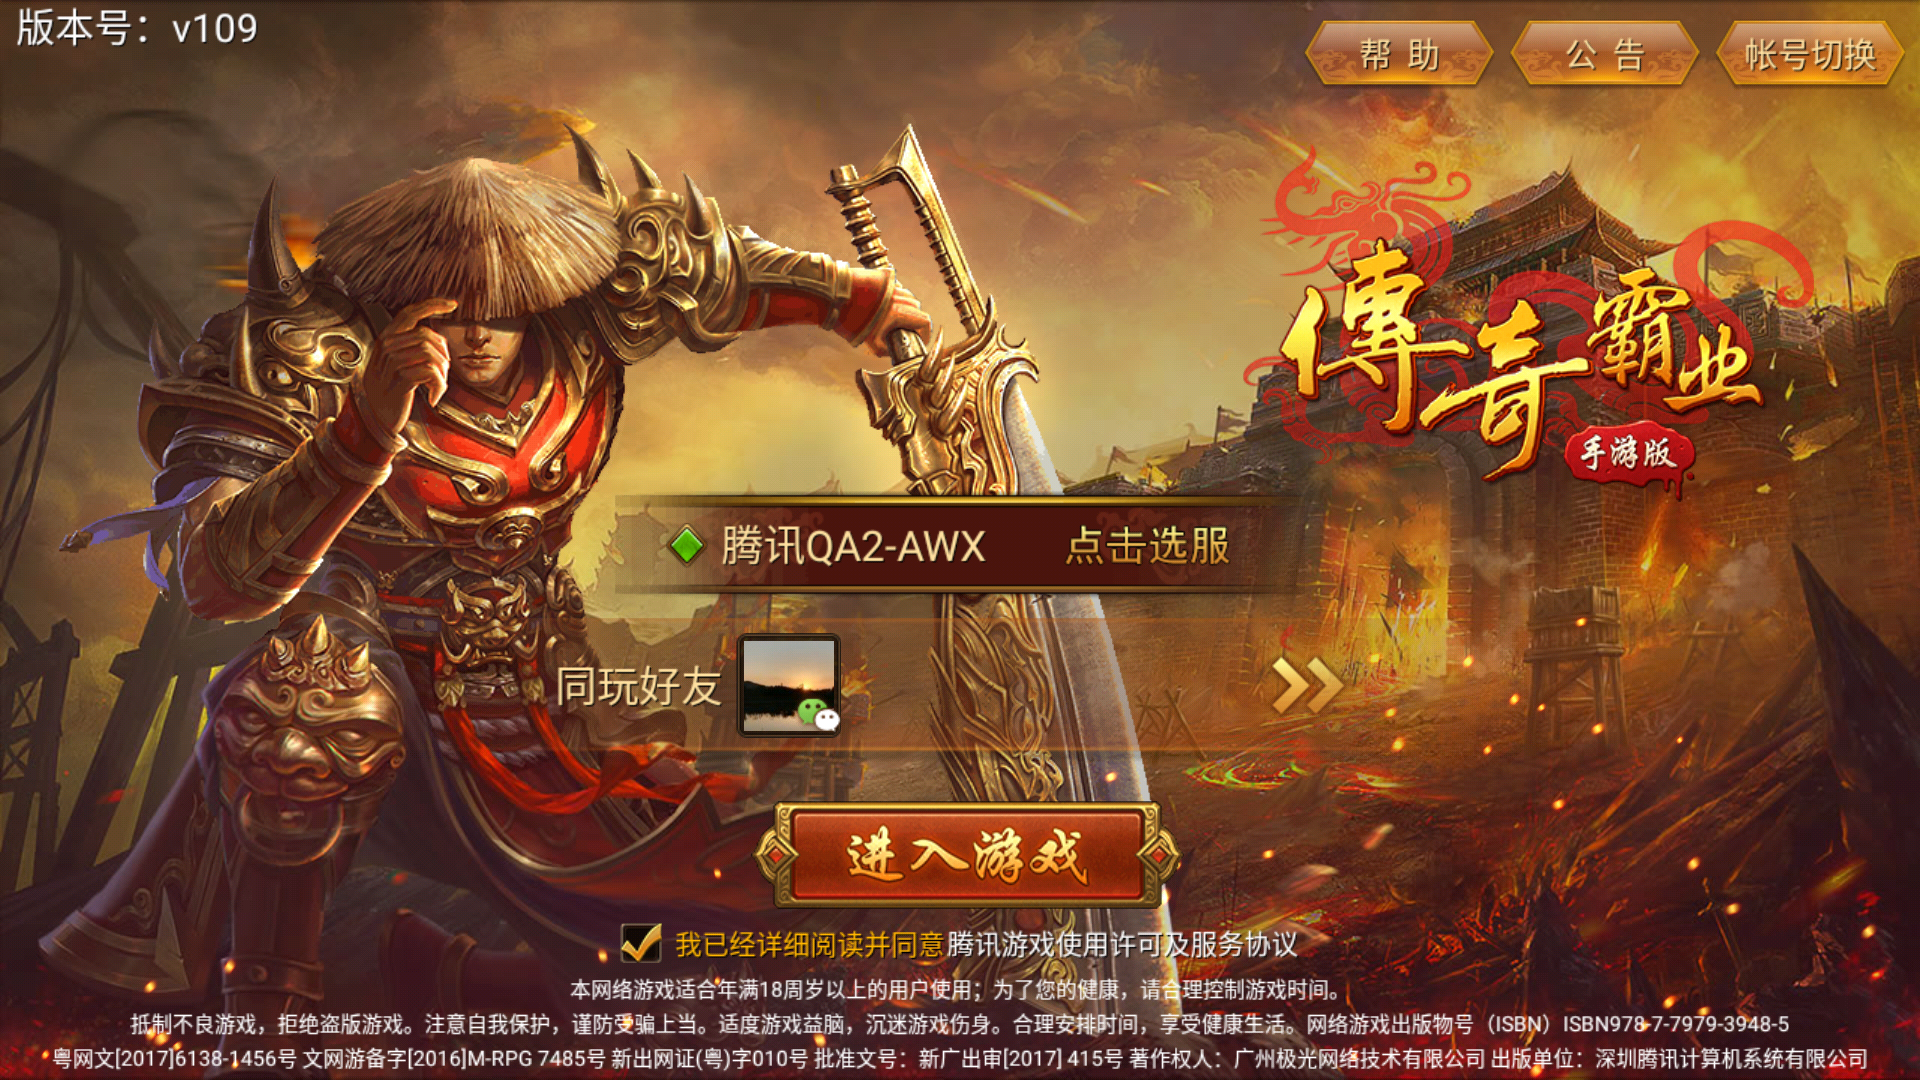 版本号：v109
帮 助
公 告
帐号切换
傳奇霸业
手游版
腾讯QA2-AWX 点击选服
同玩好友
进入游戏
我已经详细阅读并同意腾讯游戏使用许可及服务协议
本网络游戏适合年满18周岁以上的用户使用；为了您的健康，请合理控制游戏时间。
抵制不良游戏，拒绝盗版游戏。注意自我保护，谨防受骗上当。适度游戏益脑，沉迷游戏伤身。合理安排时间，享受健康生活。网络游戏出版物号（ISBN）ISBN978-7-7979-3948-5
粤网文[2017]6138-1456号 文网游备字[2016]M-RPG 7485号 新出网证(粤)字010号 批准文号：新广出审[2017] 415号 著作权人：广州极光网络技术有限公司 出版单位：深圳腾讯计算机系统有限公司